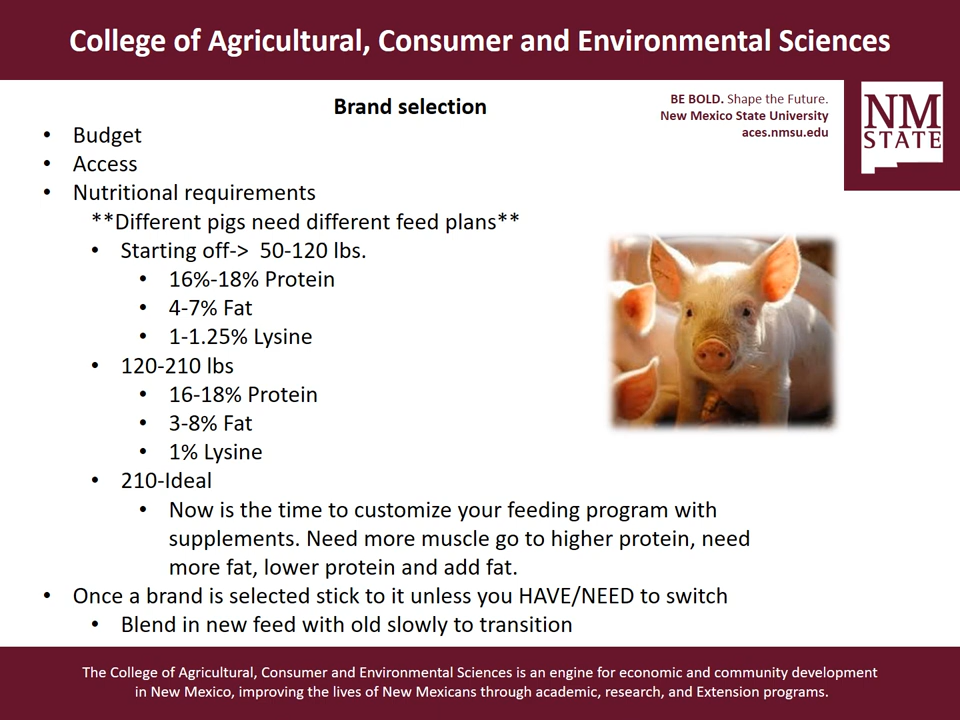 College of Agricultural, Consumer and Environmental Sciences
BE BOLD. Shape the Future.
New Mexico State University
aces.nmsu.edu
NM
STATE
Brand selection
• Budget
• Access
• Nutritional requirements
**Different pigs need different feed plans**
• Starting off-> 50-120 lbs.
• 16%-18% Protein
• 4-7% Fat
• 1-1.25% Lysine
• 120-210 lbs
• 16-18% Protein
• 3-8% Fat
• 1% Lysine
• 210-Ideal
• Now is the time to customize your feeding program with
supplements. Need more muscle go to higher protein, need
more fat, lower protein and add fat.
• Once a brand is selected stick to it unless you HAVE/NEED to switch
• Blend in new feed with old slowly to transition
The College of Agricultural, Consumer and Environmental Sciences is an engine for economic and community development
in New Mexico, improving the lives of New Mexicans through academic, research, and Extension programs.